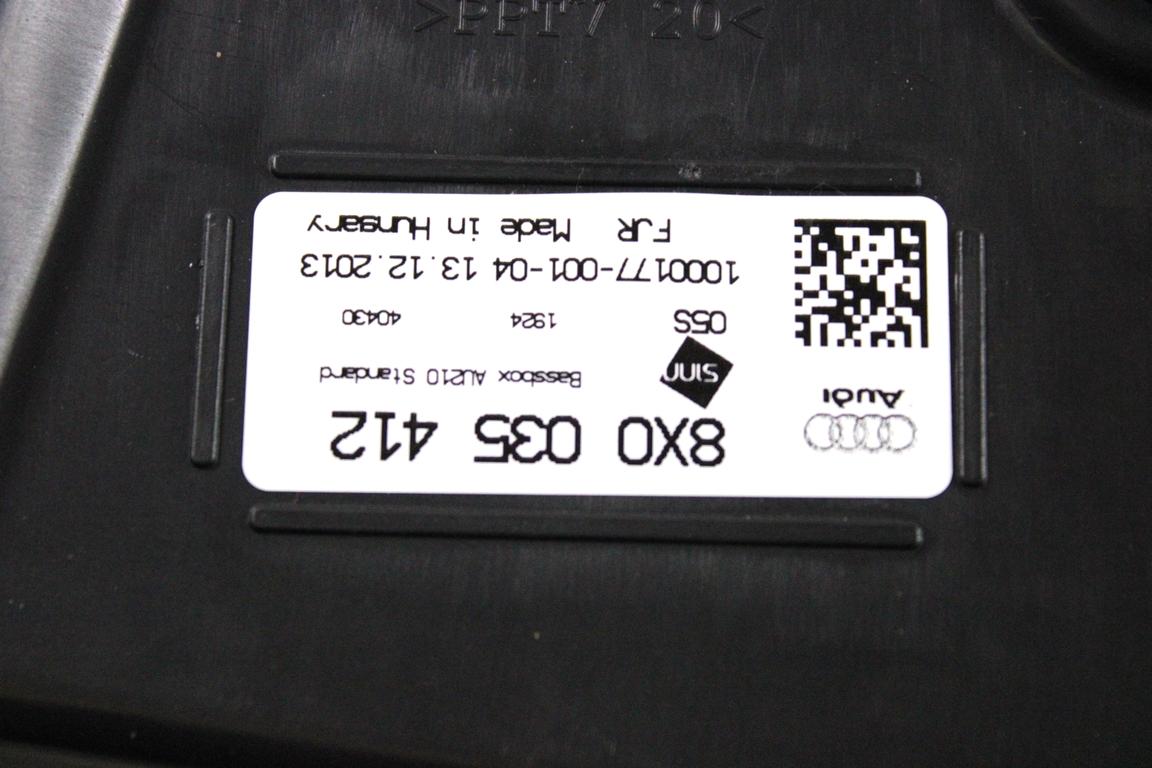 8X0 035 412
Audi
sinn
Bassbox AU210 Standard
05S 1924 40430
1000177-001-04 13.12.2013
FJR Made in Hungary
>PPT7 20<